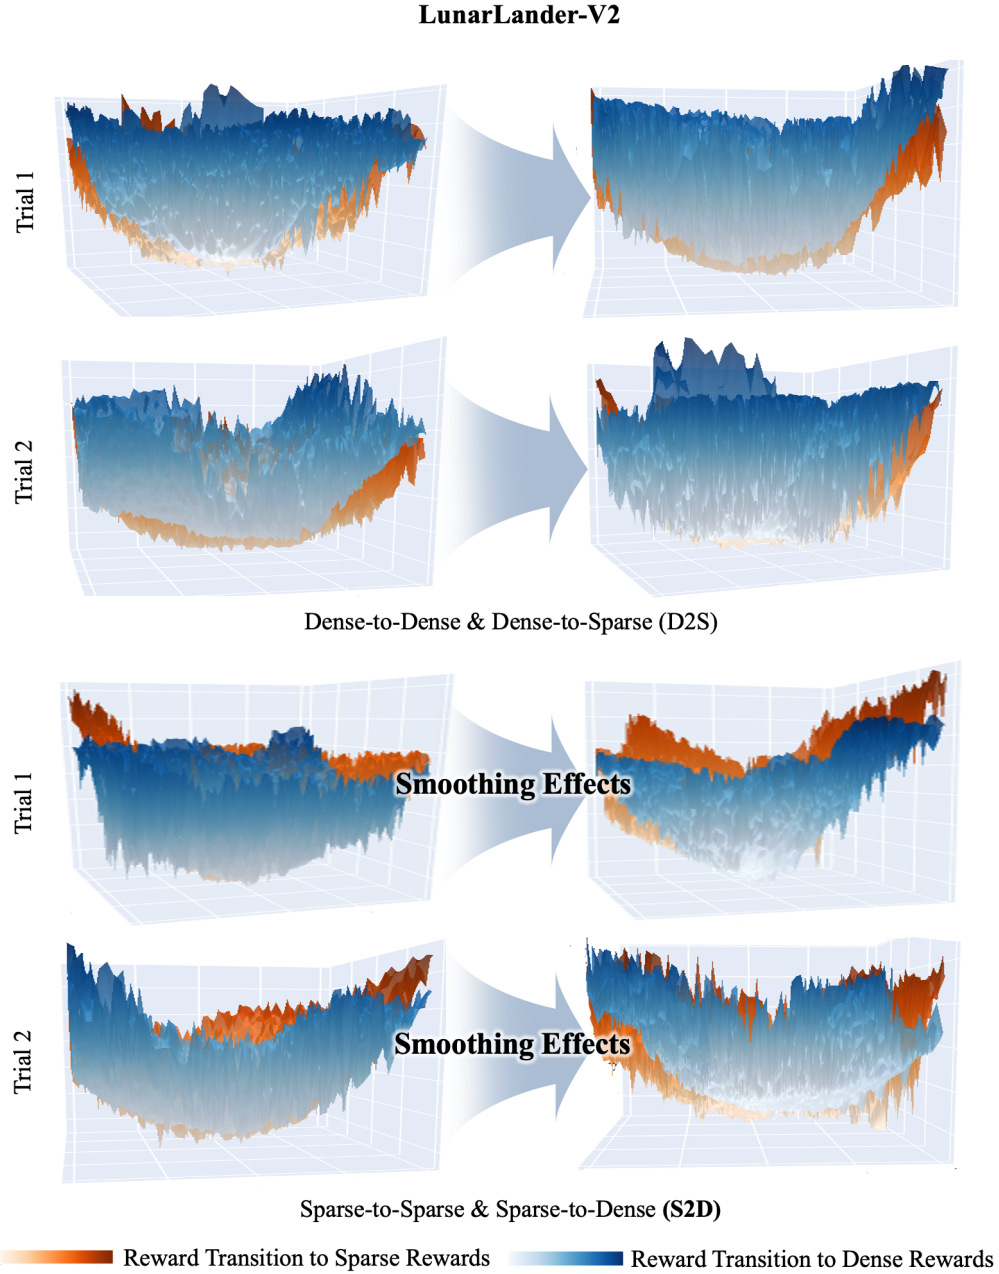 LunarLander-V2
Trial 1
Trial 2
Dense-to-Dense & Dense-to-Sparse (D2S)
Trial 1
Smoothing Effects
Trial 2
Smoothing Effects
Sparse-to-Sparse & Sparse-to-Dense (S2D)
Reward Transition to Sparse Rewards
Reward Transition to Dense Rewards